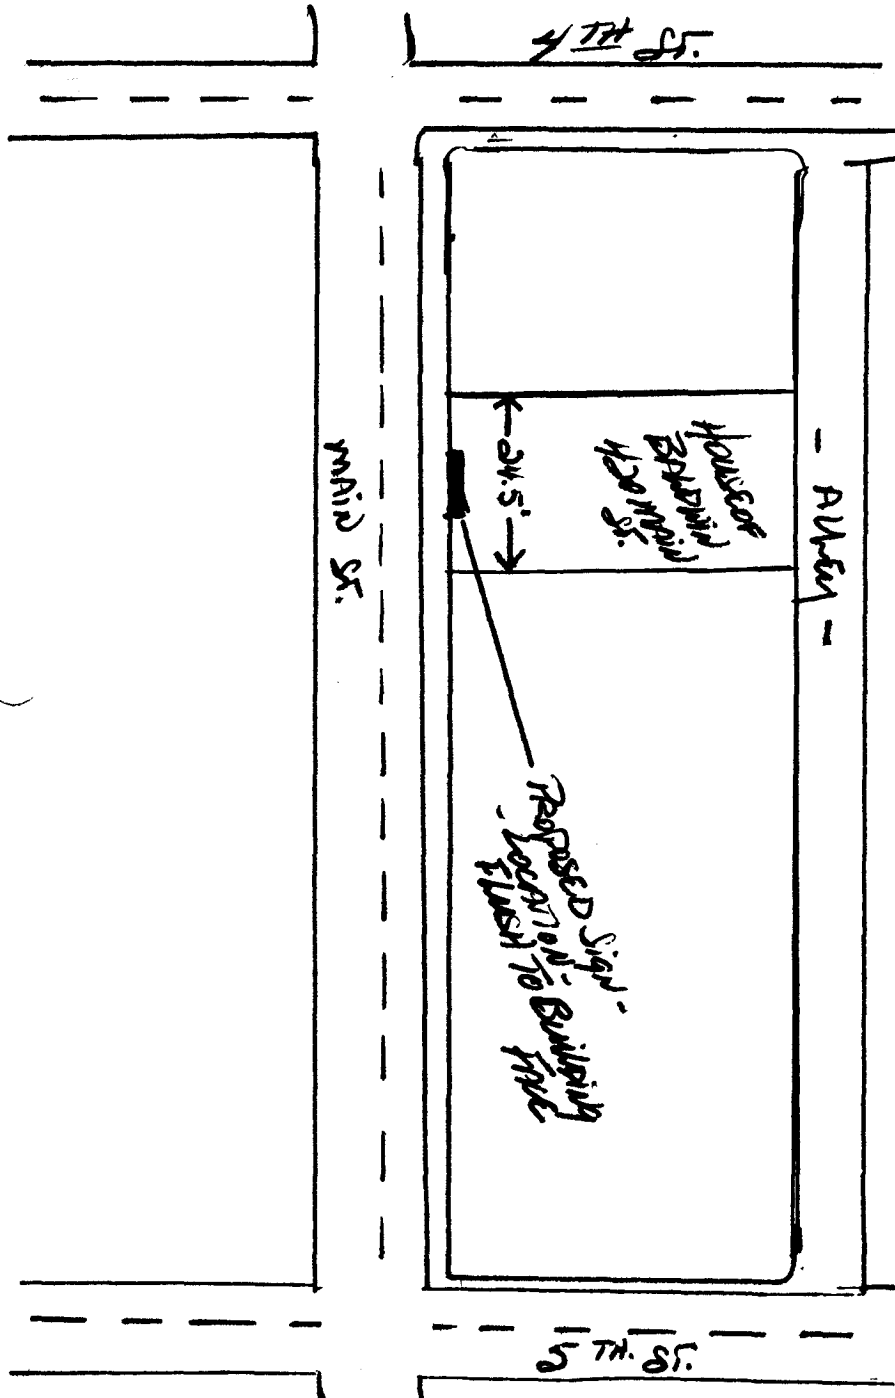 4TH ST.
HOUSE OF
BALDWIN
420 MAIN
ST.
24.5'
- ALLEY -
MAIN ST.
PROPOSED SIGN -
- LOCATION - BUILDING
FLUSH TO FACE
5TH. ST.